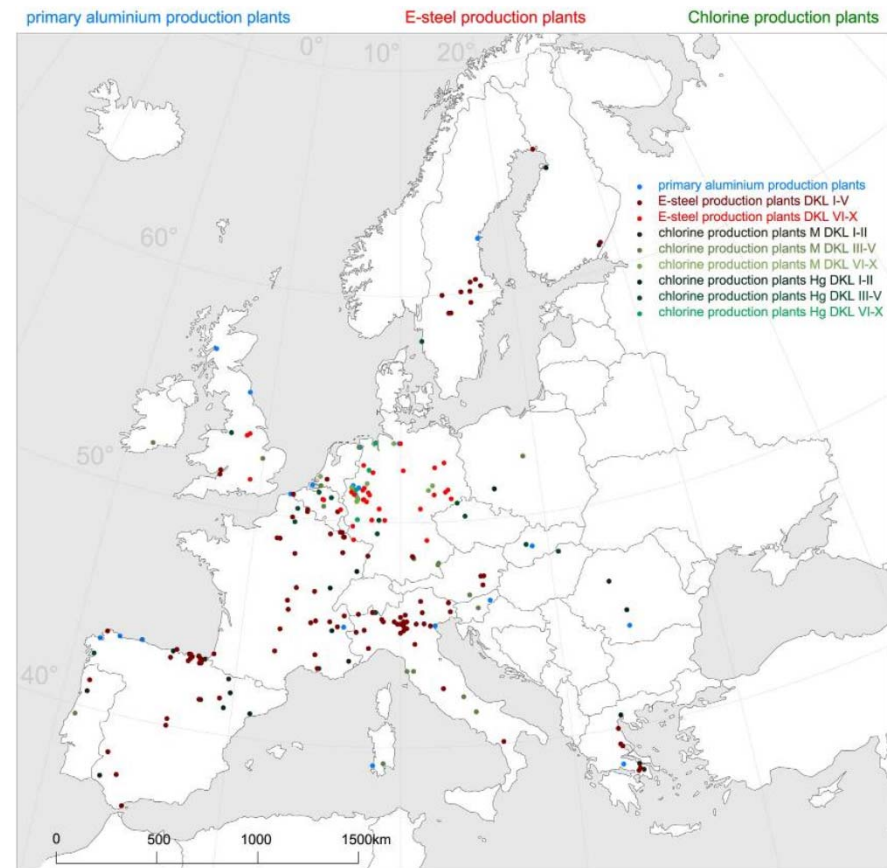 primary aluminium production plants E-steel production plants Chlorine production plants
0° 10° 20°
primary aluminium production plants
E-steel production plants DKL I-V
E-steel production plants DKL VI-X
chlorine production plants M DKL I-II
chlorine production plants M DKL III-V
chlorine production plants M DKL VI-X
chlorine production plants Hg DKL I-II
chlorine production plants Hg DKL III-V
chlorine production plants Hg DKL VI-X
60°
50°
40°
0 500 1000 1500km